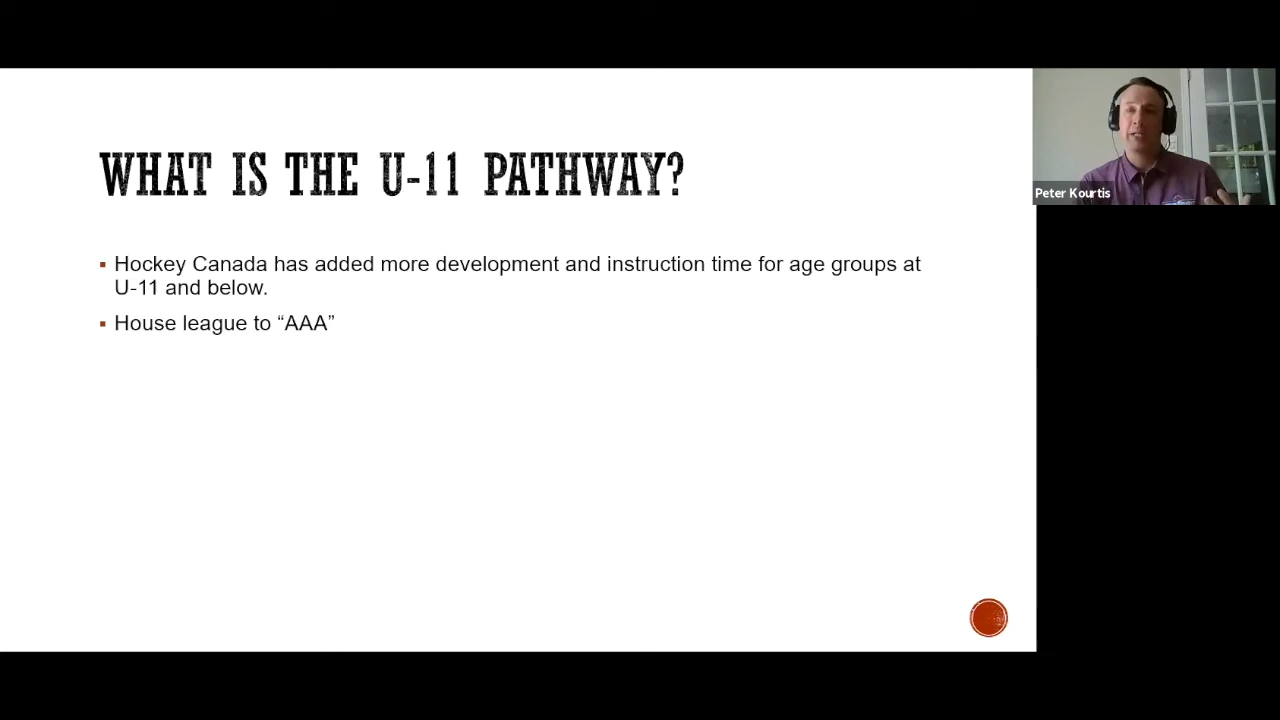 WHAT IS THE U-11 PATHWAY?
▪ Hockey Canada has added more development and instruction time for age groups at
U-11 and below.
▪ House league to “AAA”
Peter Kourtis